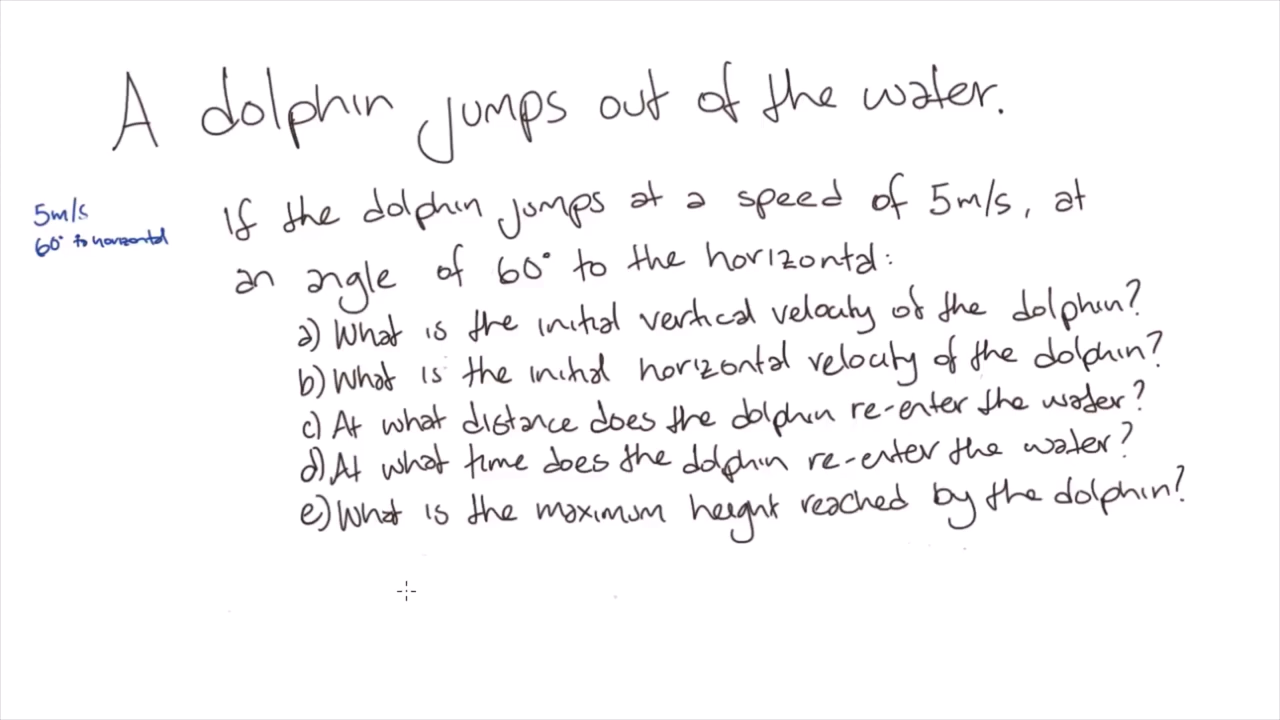 A dolphin jumps out of the water.
5m/s
60° to horizontal
If the dolphin jumps at a speed of 5m/s, at
an angle of 60° to the horizontal:
a) What is the initial vertical velocity of the dolphin?
b) What is the initial horizontal velocity of the dolphin?
c) At what distance does the dolphin re-enter the water?
d) At what time does the dolphin re-enter the water?
e) What is the maximum height reached by the dolphin?